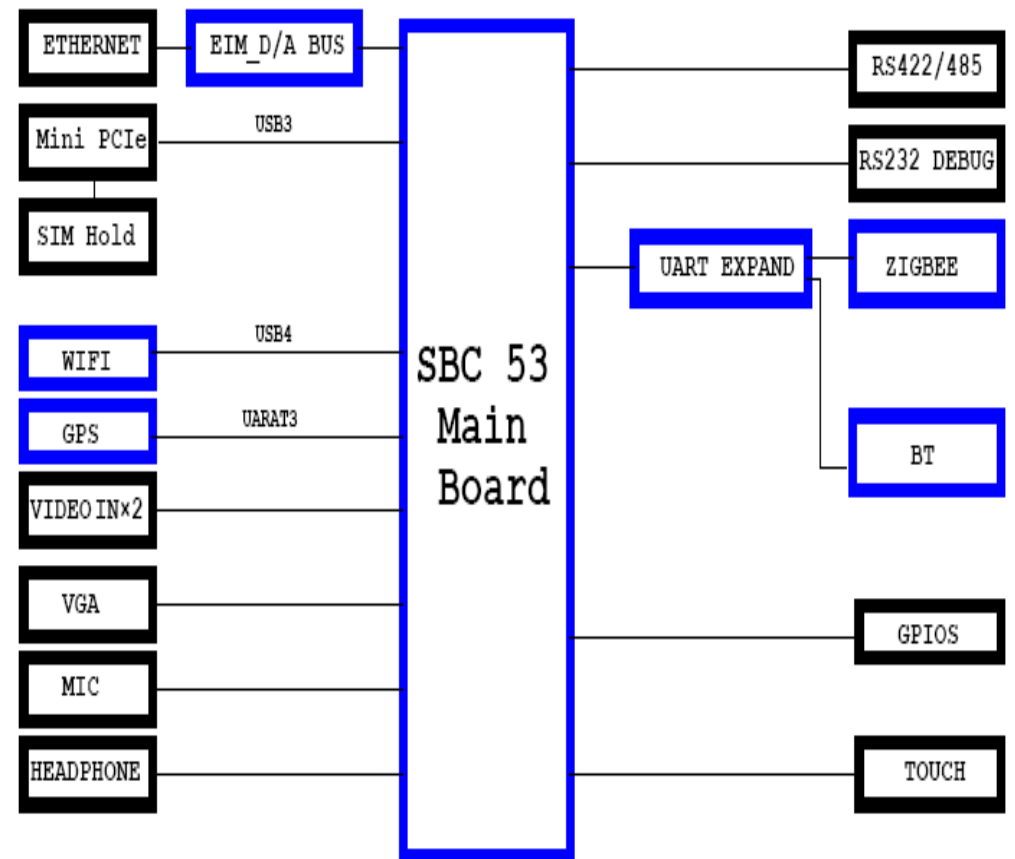 ETHERNET
EIM_D/A BUS
RS422/485
Mini PCIe
USB3
RS232 DEBUG
SIM Hold
UART EXPAND
ZIGBEE
WIFI
USB4
SBC 53
Main
Board
GPS
UARAT3
BT
VIDEO IN×2
VGA
GPIOS
MIC
HEADPHONE
TOUCH